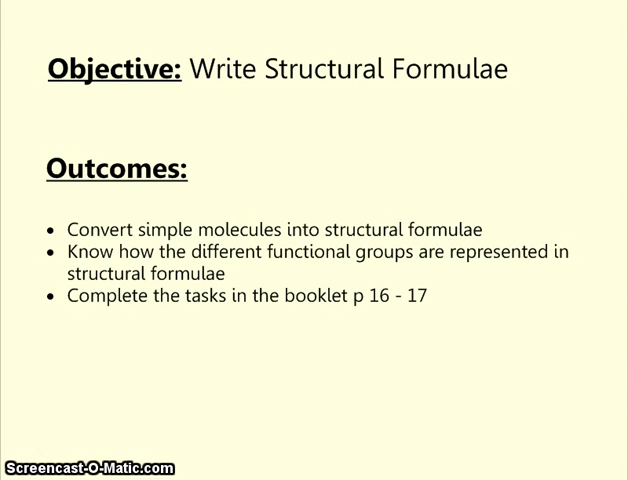 Objective: Write Structural Formulae
Outcomes:
• Convert simple molecules into structural formulae
• Know how the different functional groups are represented in
structural formulae
• Complete the tasks in the booklet p 16 - 17
Screencast-O-Matic.com